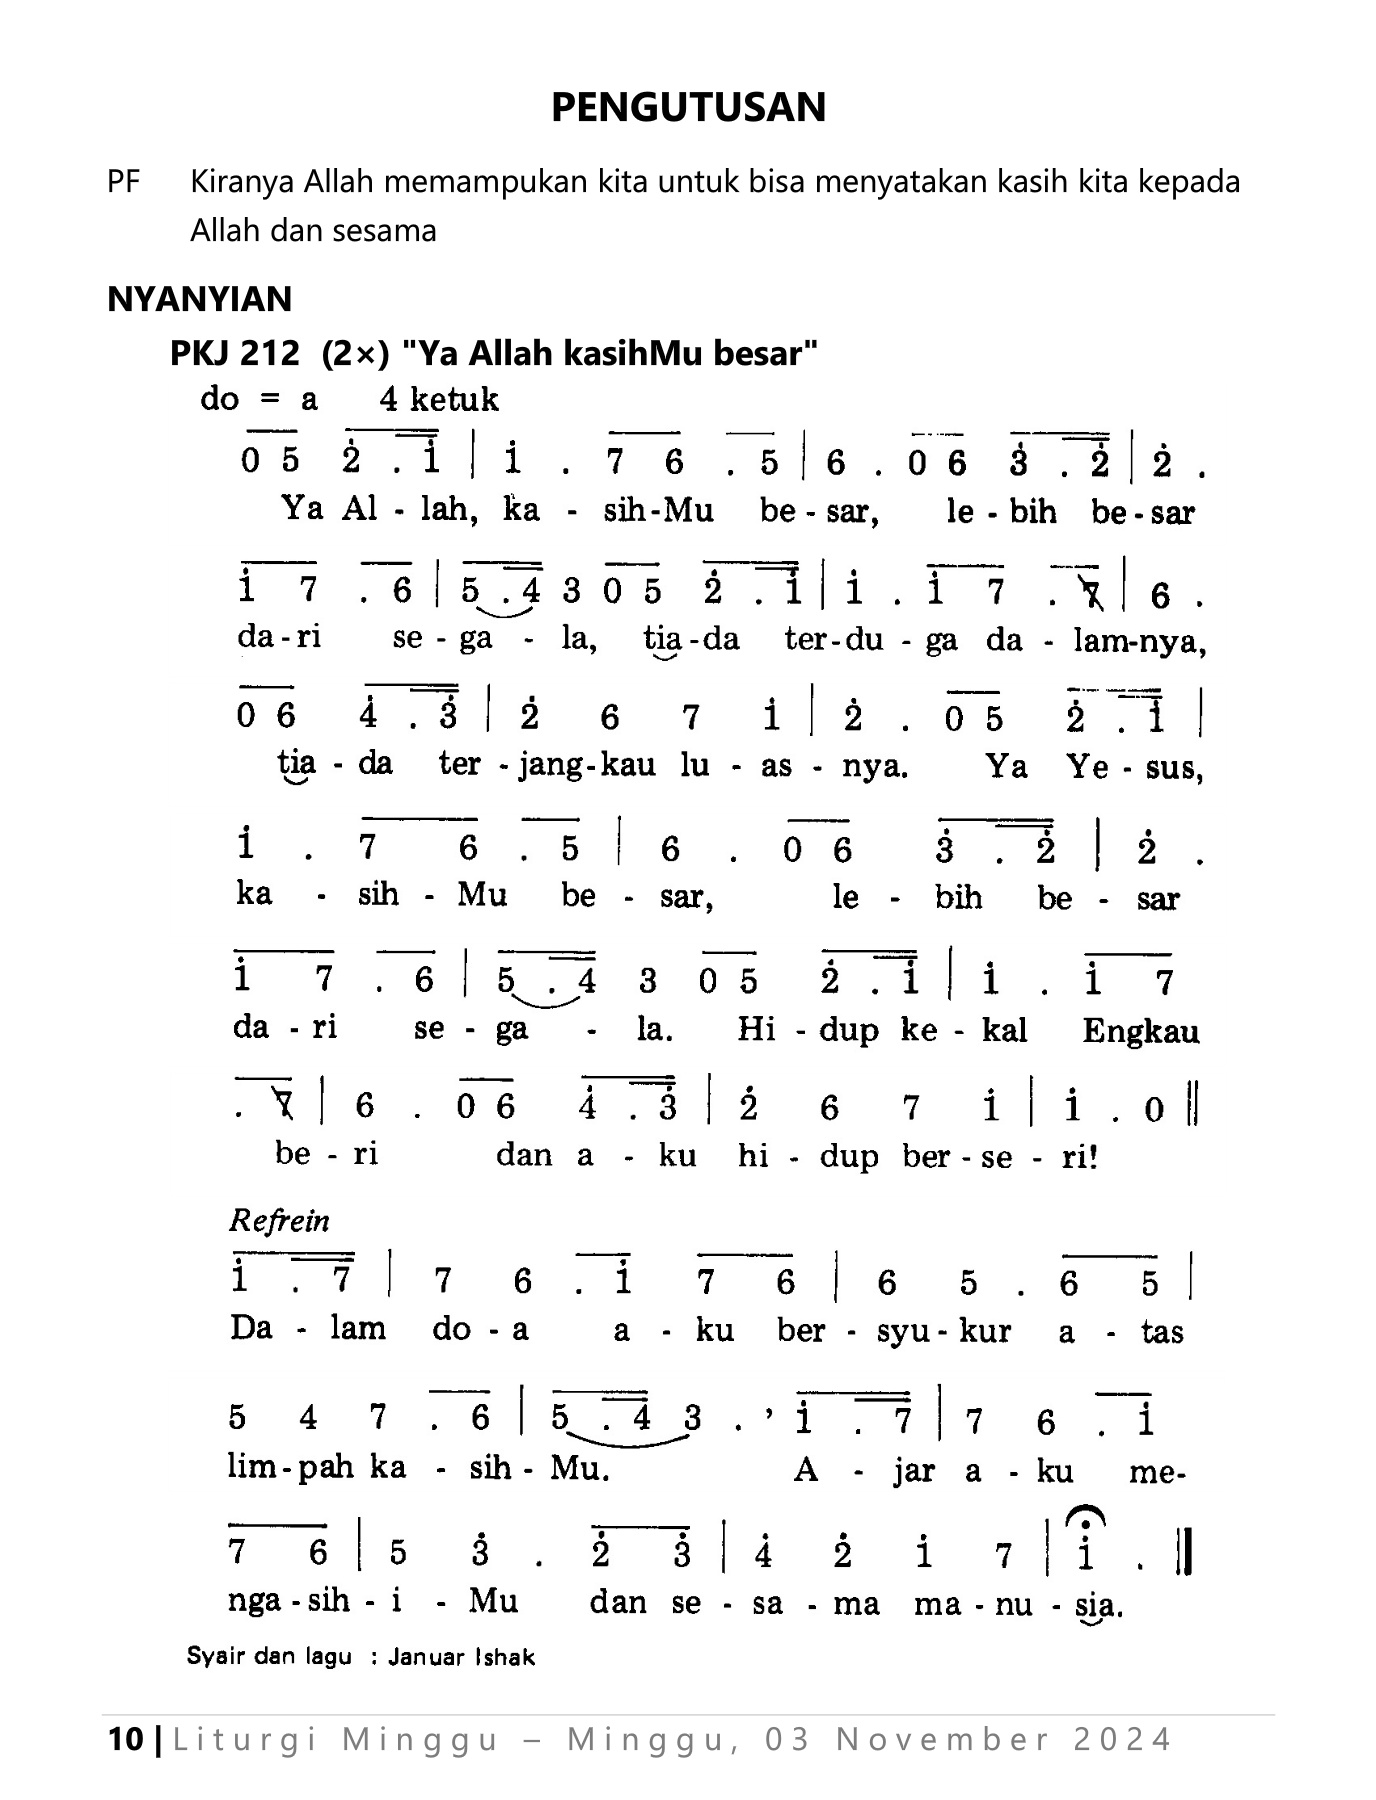 PENGUTUSAN
PF Kiranya Allah memampukan kita untuk bisa menyatakan kasih kita kepada
Allah dan sesama
NYANYIAN
PKJ 212 (2×) "Ya Allah kasihMu besar"
do = a 4 ketuk
0 5 2̇ . 1̇ | 1̇ . 7 6 . 5 | 6 . 0 6 3̇ . 2̇ | 2̇ .
Ya Al - lah, ka - sih-Mu be - sar, le - bih be - sar
1̇ 7 . 6 | 5 . 4 3 0 5 2̇ . 1̇ | 1̇ . 1̇ 7 . 7̷ | 6 .
da - ri se - ga - la, tia-da ter-du - ga da - lam-nya,
0 6 4̇ . 3̇ | 2̇ 6 7 1̇ | 2̇ . 0 5 2̇ . 1̇ |
tia - da ter - jang-kau lu - as - nya. Ya Ye - sus,
1̇ . 7 6 . 5 | 6 . 0 6 3̇ . 2̇ | 2̇ .
ka - sih - Mu be - sar, le - bih be - sar
1̇ 7 . 6 | 5 . 4 3 0 5 2̇ . 1̇ | 1̇ . 1̇ 7
da - ri se - ga - la. Hi - dup ke - kal Engkau
. 7̷ | 6 . 0 6 4̇ . 3̇ | 2̇ 6 7 1̇ | 1̇ . 0 ||
be - ri dan a - ku hi - dup ber - se - ri!
Refrein
1̇ . 7 | 7 6 . 1̇ 7 6 | 6 5 . 6 5 |
Da - lam do - a a - ku ber - syu - kur a - tas
5 4 7 . 6 | 5 . 4 3 . ’ 1̇ . 7 | 7 6 . 1̇
lim-pah ka - sih - Mu. A - jar a - ku me-
7 6 | 5 3̇ . 2̇ 3̇ | 4̇ 2̇ 1̇ 7 | 1̇ . ||
nga - sih - i - Mu dan se - sa - ma ma - nu - sia.
Syair dan lagu : Januar Ishak
10 | Liturgi Minggu – Minggu, 03 November 2024